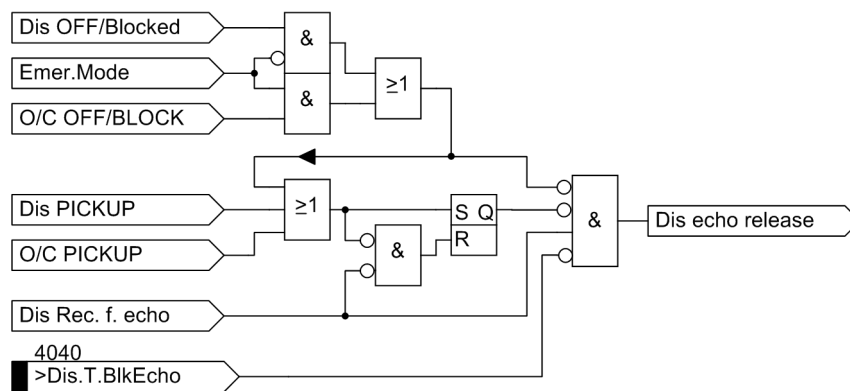 Dis OFF/Blocked
&
Emer.Mode
≥1
&
O/C OFF/BLOCK
Dis PICKUP
≥1
S Q
&
Dis echo release
R
O/C PICKUP
&
Dis Rec. f. echo
4040
>Dis.T.BlkEcho